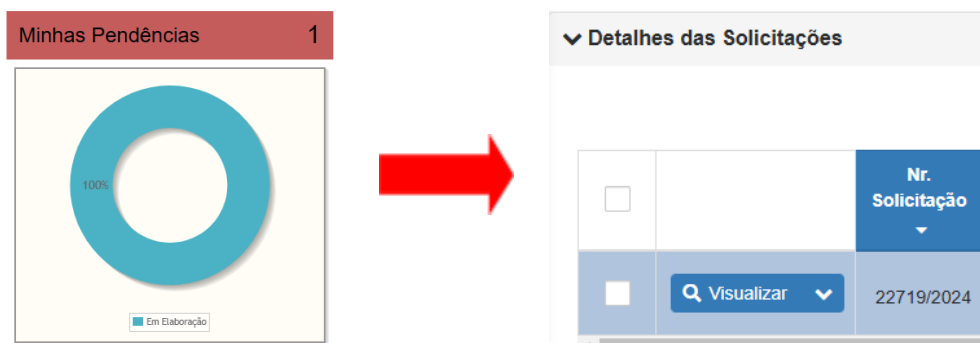 Minhas Pendências 1
100%
Em Elaboração
Detalhes das Solicitações
Nr.
Solicitação
Visualizar
22719/2024